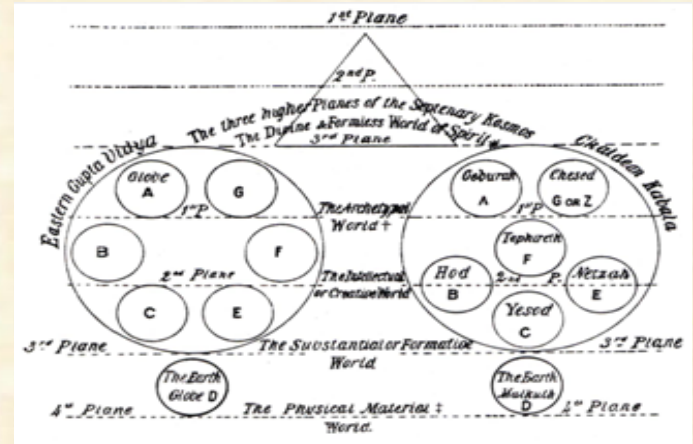 1st Plane
2nd P.
The three higher Planes of the Septenary Kosmos
The Divine & Formless World of Spirit
3rd Plane
Eastern Gupta Vidya
Chaldean Kabala
Globe
A
G
1st P.
The Archetypal
World †
Geburah
A
Chesed
G or Z
1st P
B
F
2nd Plane
The Intellectual
or Creative World
Tephireth
F
Hod
B
2nd P.
Netzah
E
C
E
Yesod
C
3rd Plane
The Substantial or Formative
World
3rd Plane
The Earth
Globe D
The Earth
Malkuth
D
4th Plane
The Physical Material ‡
World.
4th Plane